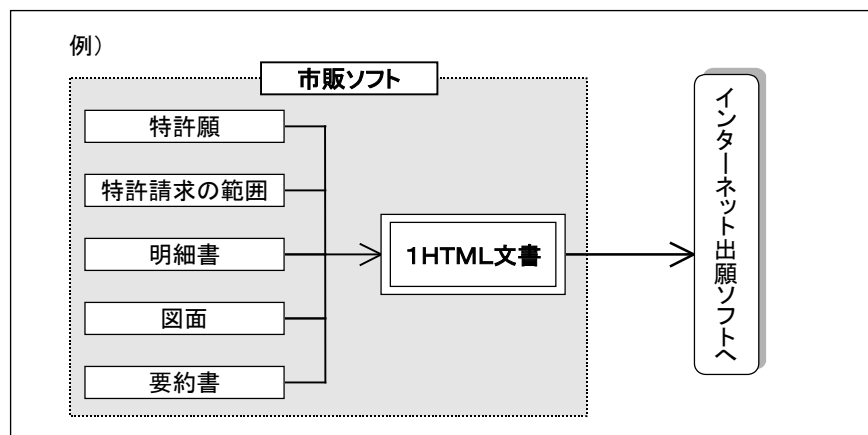 例）
市販ソフト
特許願
特許請求の範囲
明細書
図面
要約書
１ＨＴＭＬ文書
インターネット出願ソフトへ